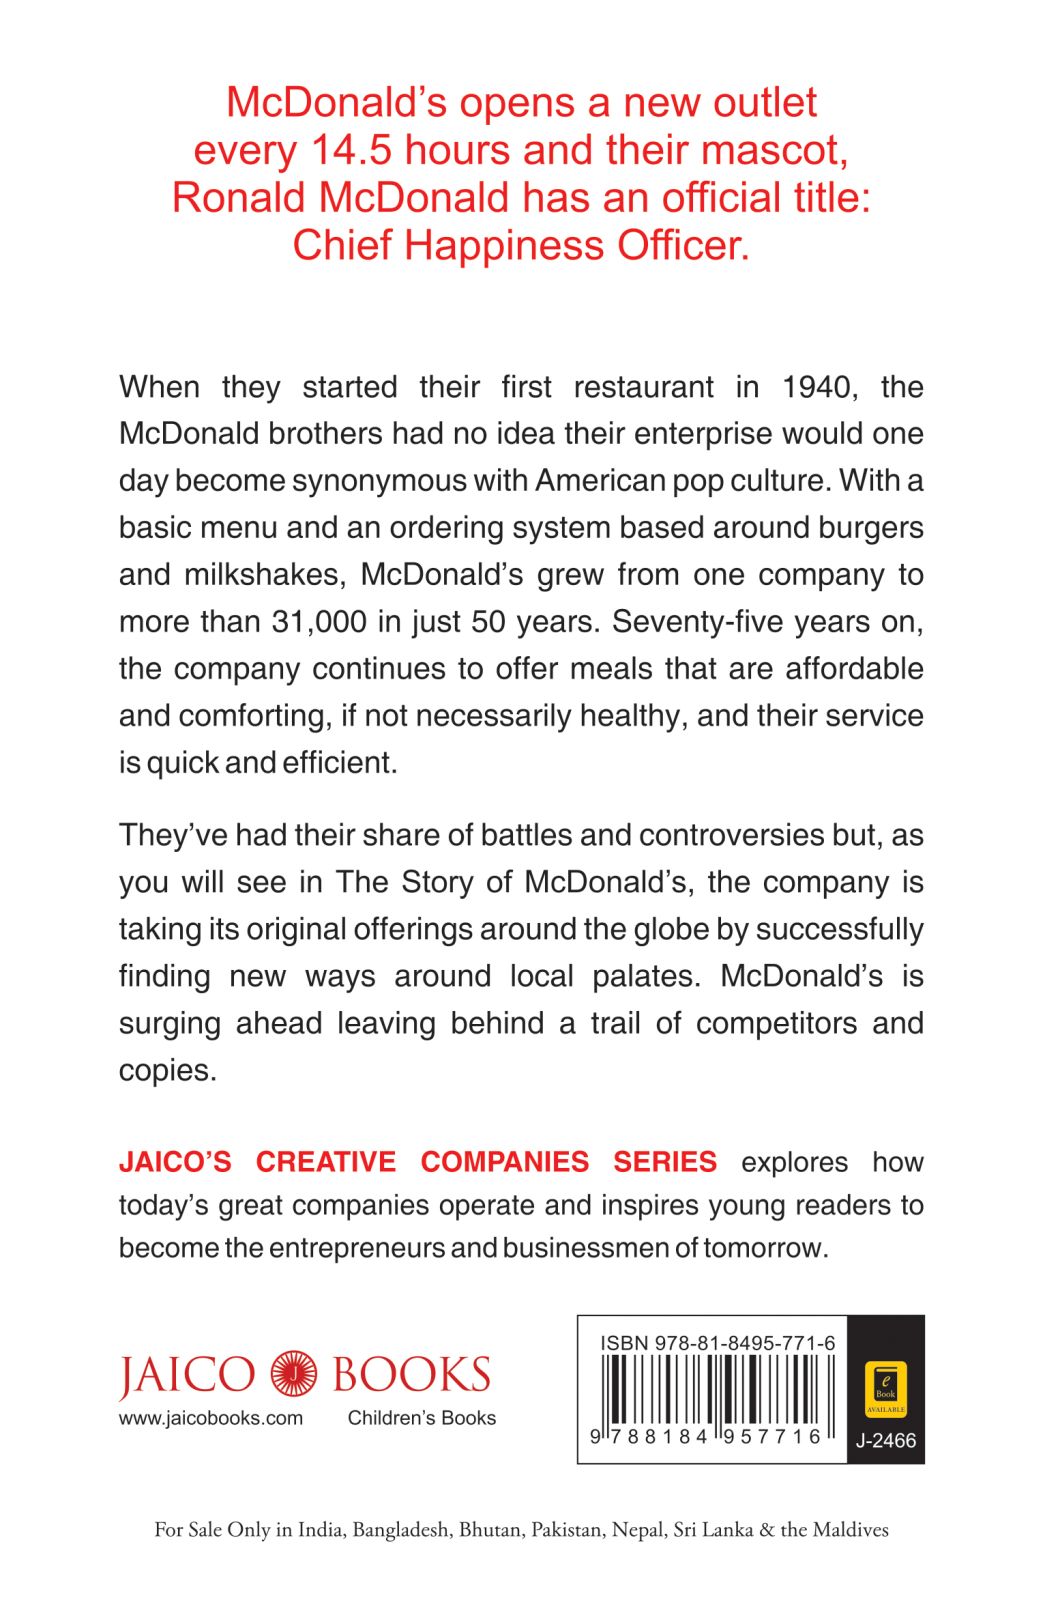 McDonald’s opens a new outlet
every 14.5 hours and their mascot,
Ronald McDonald has an official title:
Chief Happiness Officer.
When they started their first restaurant in 1940, the
McDonald brothers had no idea their enterprise would one
day become synonymous with American pop culture. With a
basic menu and an ordering system based around burgers
and milkshakes, McDonald’s grew from one company to
more than 31,000 in just 50 years. Seventy-five years on,
the company continues to offer meals that are affordable
and comforting, if not necessarily healthy, and their service
is quick and efficient.
They’ve had their share of battles and controversies but, as
you will see in The Story of McDonald’s, the company is
taking its original offerings around the globe by successfully
finding new ways around local palates. McDonald’s is
surging ahead leaving behind a trail of competitors and
copies.
JAICO’S CREATIVE COMPANIES SERIES explores how
today’s great companies operate and inspires young readers to
become the entrepreneurs and businessmen of tomorrow.
JAICO J BOOKS
www.jaicobooks.com Children’s Books
ISBN 978-81-8495-771-6
9 788184 957716
e
Book
AVAILABLE
J-2466
For Sale Only in India, Bangladesh, Bhutan, Pakistan, Nepal, Sri Lanka & the Maldives